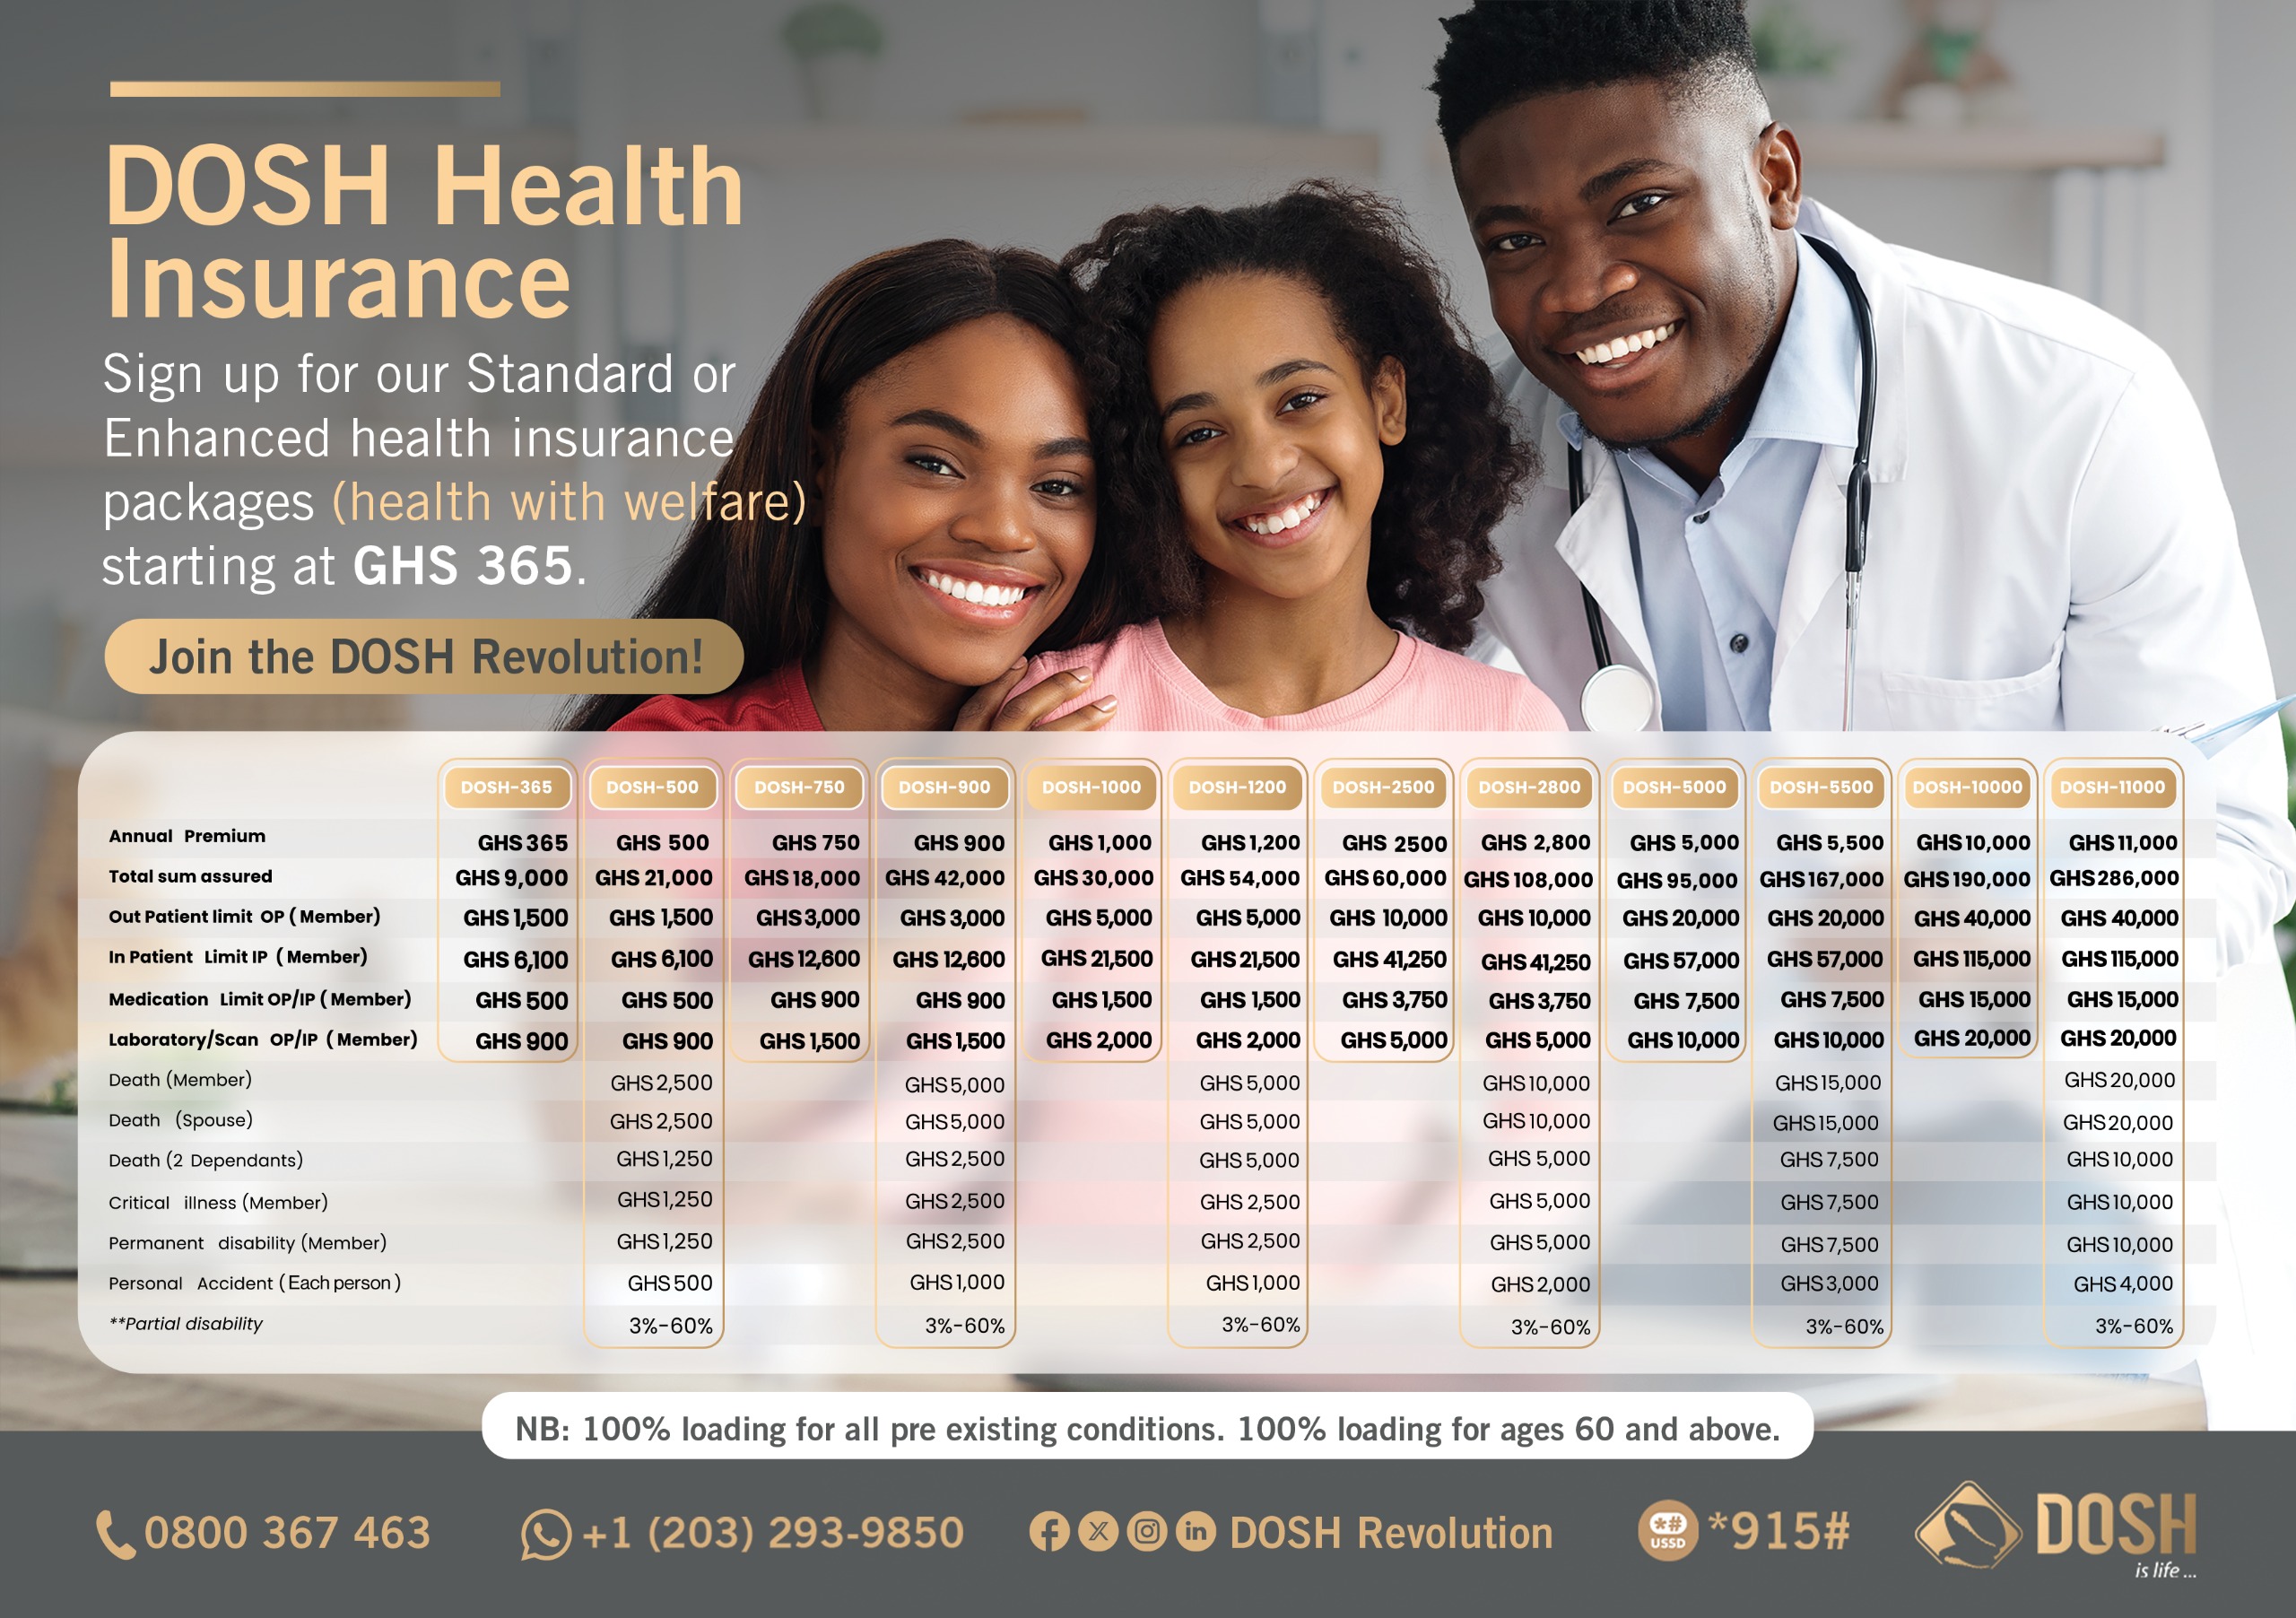 DOSH Health
Insurance
Sign up for our Standard or
Enhanced health insurance
packages (health with welfare)
starting at GHS 365.
Join the DOSH Revolution!
DOSH-365 DOSH-500 DOSH-750 DOSH-900 DOSH-1000 DOSH-1200 DOSH-2500 DOSH-2800 DOSH-5000 DOSH-5500 DOSH-10000 DOSH-11000
Annual Premium GHS 365 GHS 500 GHS 750 GHS 900 GHS 1,000 GHS 1,200 GHS 2500 GHS 2,800 GHS 5,000 GHS 5,500 GHS 10,000 GHS 11,000
Total sum assured GHS 9,000 GHS 21,000 GHS 18,000 GHS 42,000 GHS 30,000 GHS 54,000 GHS 60,000 GHS 108,000 GHS 95,000 GHS 167,000 GHS 190,000 GHS 286,000
Out Patient limit OP ( Member) GHS 1,500 GHS 1,500 GHS 3,000 GHS 3,000 GHS 5,000 GHS 5,000 GHS 10,000 GHS 10,000 GHS 20,000 GHS 20,000 GHS 40,000 GHS 40,000
In Patient Limit IP ( Member) GHS 6,100 GHS 6,100 GHS 12,600 GHS 12,600 GHS 21,500 GHS 21,500 GHS 41,250 GHS 41,250 GHS 57,000 GHS 57,000 GHS 115,000 GHS 115,000
Medication Limit OP/IP ( Member) GHS 500 GHS 500 GHS 900 GHS 900 GHS 1,500 GHS 1,500 GHS 3,750 GHS 3,750 GHS 7,500 GHS 7,500 GHS 15,000 GHS 15,000
Laboratory/Scan OP/IP ( Member) GHS 900 GHS 900 GHS 1,500 GHS 1,500 GHS 2,000 GHS 2,000 GHS 5,000 GHS 5,000 GHS 10,000 GHS 10,000 GHS 20,000 GHS 20,000
Death (Member) GHS 2,500 GHS 5,000 GHS 5,000 GHS 10,000 GHS 15,000 GHS 20,000
Death (Spouse) GHS 2,500 GHS 5,000 GHS 5,000 GHS 10,000 GHS 15,000 GHS 20,000
Death (2 Dependants) GHS 1,250 GHS 2,500 GHS 5,000 GHS 5,000 GHS 7,500 GHS 10,000
Critical illness (Member) GHS 1,250 GHS 2,500 GHS 2,500 GHS 5,000 GHS 7,500 GHS 10,000
Permanent disability (Member) GHS 1,250 GHS 2,500 GHS 2,500 GHS 5,000 GHS 7,500 GHS 10,000
Personal Accident ( Each person ) GHS 500 GHS 1,000 GHS 1,000 GHS 2,000 GHS 3,000 GHS 4,000
**Partial disability 3%-60% 3%-60% 3%-60% 3%-60% 3%-60% 3%-60%
NB: 100% loading for all pre existing conditions. 100% loading for ages 60 and above.
0800 367 463 +1 (203) 293-9850 DOSH Revolution *# USSD *915# DOSH
is life ...